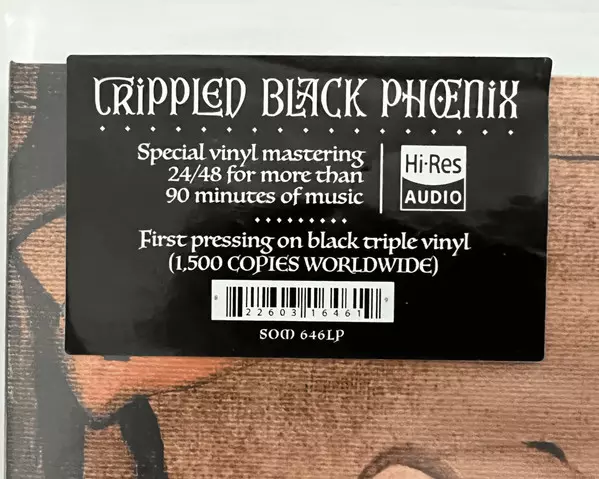 CRIPPLED BLACK PHŒNIX
Special vinyl mastering
24/48 for more than
90 minutes of music
Hi-Res
AUDIO
First pressing on black triple vinyl
(1,500 COPIES WORLDWIDE)
8 22603 16461 9
SOM 646LP